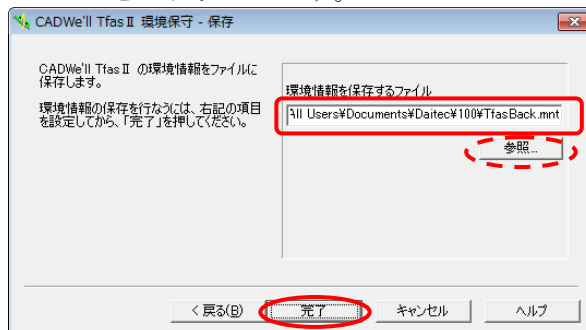 CADWe'll TfasⅡ 環境保守 - 保存
CADWe'll TfasⅡ の環境情報をファイルに
保存します。
環境情報の保存を行なうには、右記の項目
を設定してから、「完了」を押してください。
環境情報を保存するファイル
All Users¥Documents¥Daitec¥100¥TfasBack.mnt
参照...
< 戻る(B)
完了
キャンセル
ヘルプ